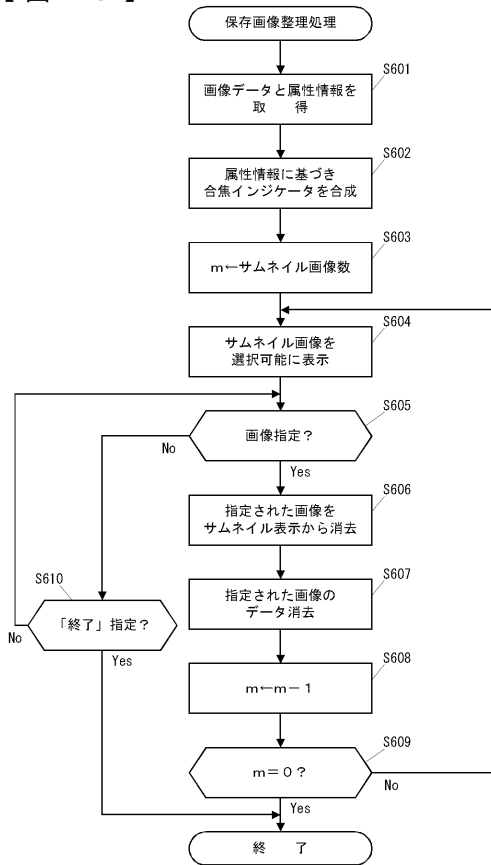 保存画像整理処理
S601
画像データと属性情報を
取　　得
S602
属性情報に基づき
合焦インジケータを合成
S603
m←サムネイル画像数
S604
サムネイル画像を
選択可能に表示
S605
画像指定？
No
Yes
S606
指定された画像を
サムネイル表示から消去
S607
指定された画像の
データ消去
S610
「終了」指定？
No
Yes
S608
m←m－1
S609
m＝0？
No
Yes
終　　了